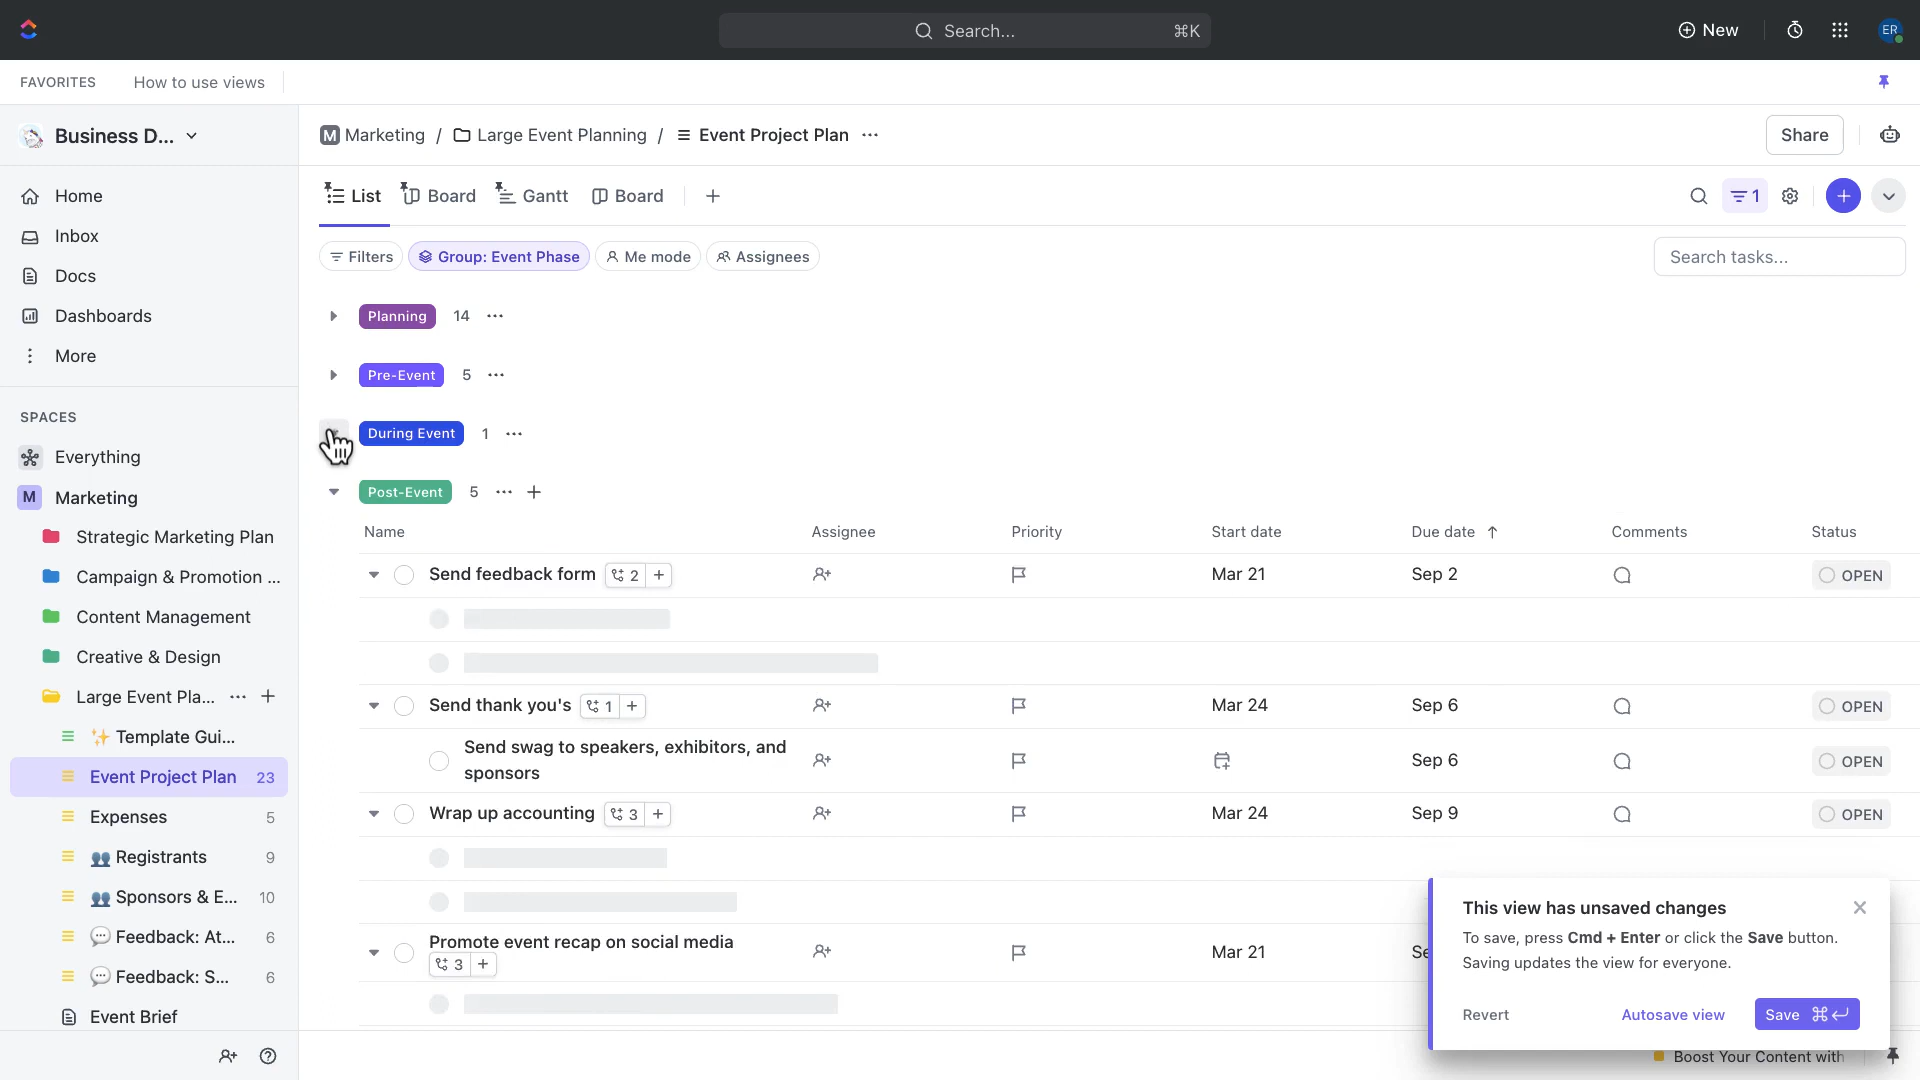 Search...
⌘K
New
ER
FAVORITES
How to use views
Business D...
M Marketing / Large Event Planning / Event Project Plan
Share
Home
Inbox
Docs
Dashboards
More
SPACES
Everything
M Marketing
Strategic Marketing Plan
Campaign & Promotion ...
Content Management
Creative & Design
Large Event Pla...
✨ Template Gui...
Event Project Plan 23
Expenses 5
👥 Registrants 9
👥 Sponsors & E... 10
💬 Feedback: At... 6
💬 Feedback: S... 6
Event Brief
List
Board
Gantt
Board
1
Filters
Group: Event Phase
Me mode
Assignees
Search tasks...
Planning 14
Pre-Event 5
During Event 1
Post-Event 5
Name Assignee Priority Start date Due date ↑ Comments Status
Send feedback form 2 + Mar 21 Sep 2 OPEN
Send thank you's 1 + Mar 24 Sep 6 OPEN
Send swag to speakers, exhibitors, and
sponsors
Sep 6 OPEN
Wrap up accounting 3 + Mar 24 Sep 9 OPEN
Promote event recap on social media
3 +
Mar 21
This view has unsaved changes
To save, press Cmd + Enter or click the Save button.
Saving updates the view for everyone.
Revert
Autosave view
Save ⌘↵
Boost Your Content with